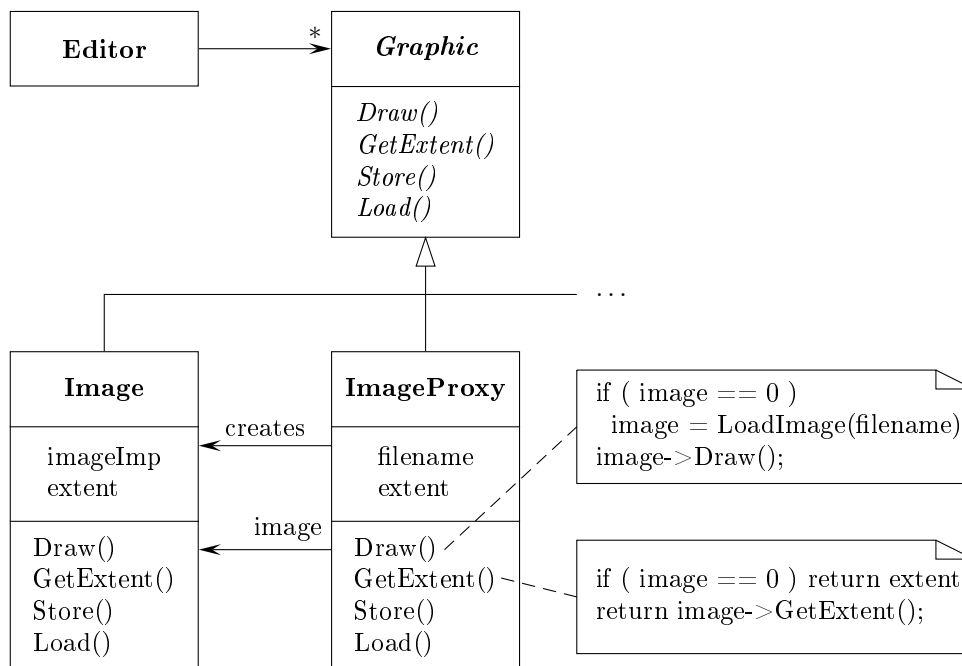 Editor
*
Graphic
Draw()
GetExtent()
Store()
Load()
...
Image
imageImp
extent
Draw()
GetExtent()
Store()
Load()
creates
image
ImageProxy
filename
extent
Draw()
GetExtent()
Store()
Load()
if ( image == 0 )
image = LoadImage(filename)
image->Draw();
if ( image == 0 ) return extent
return image->GetExtent();